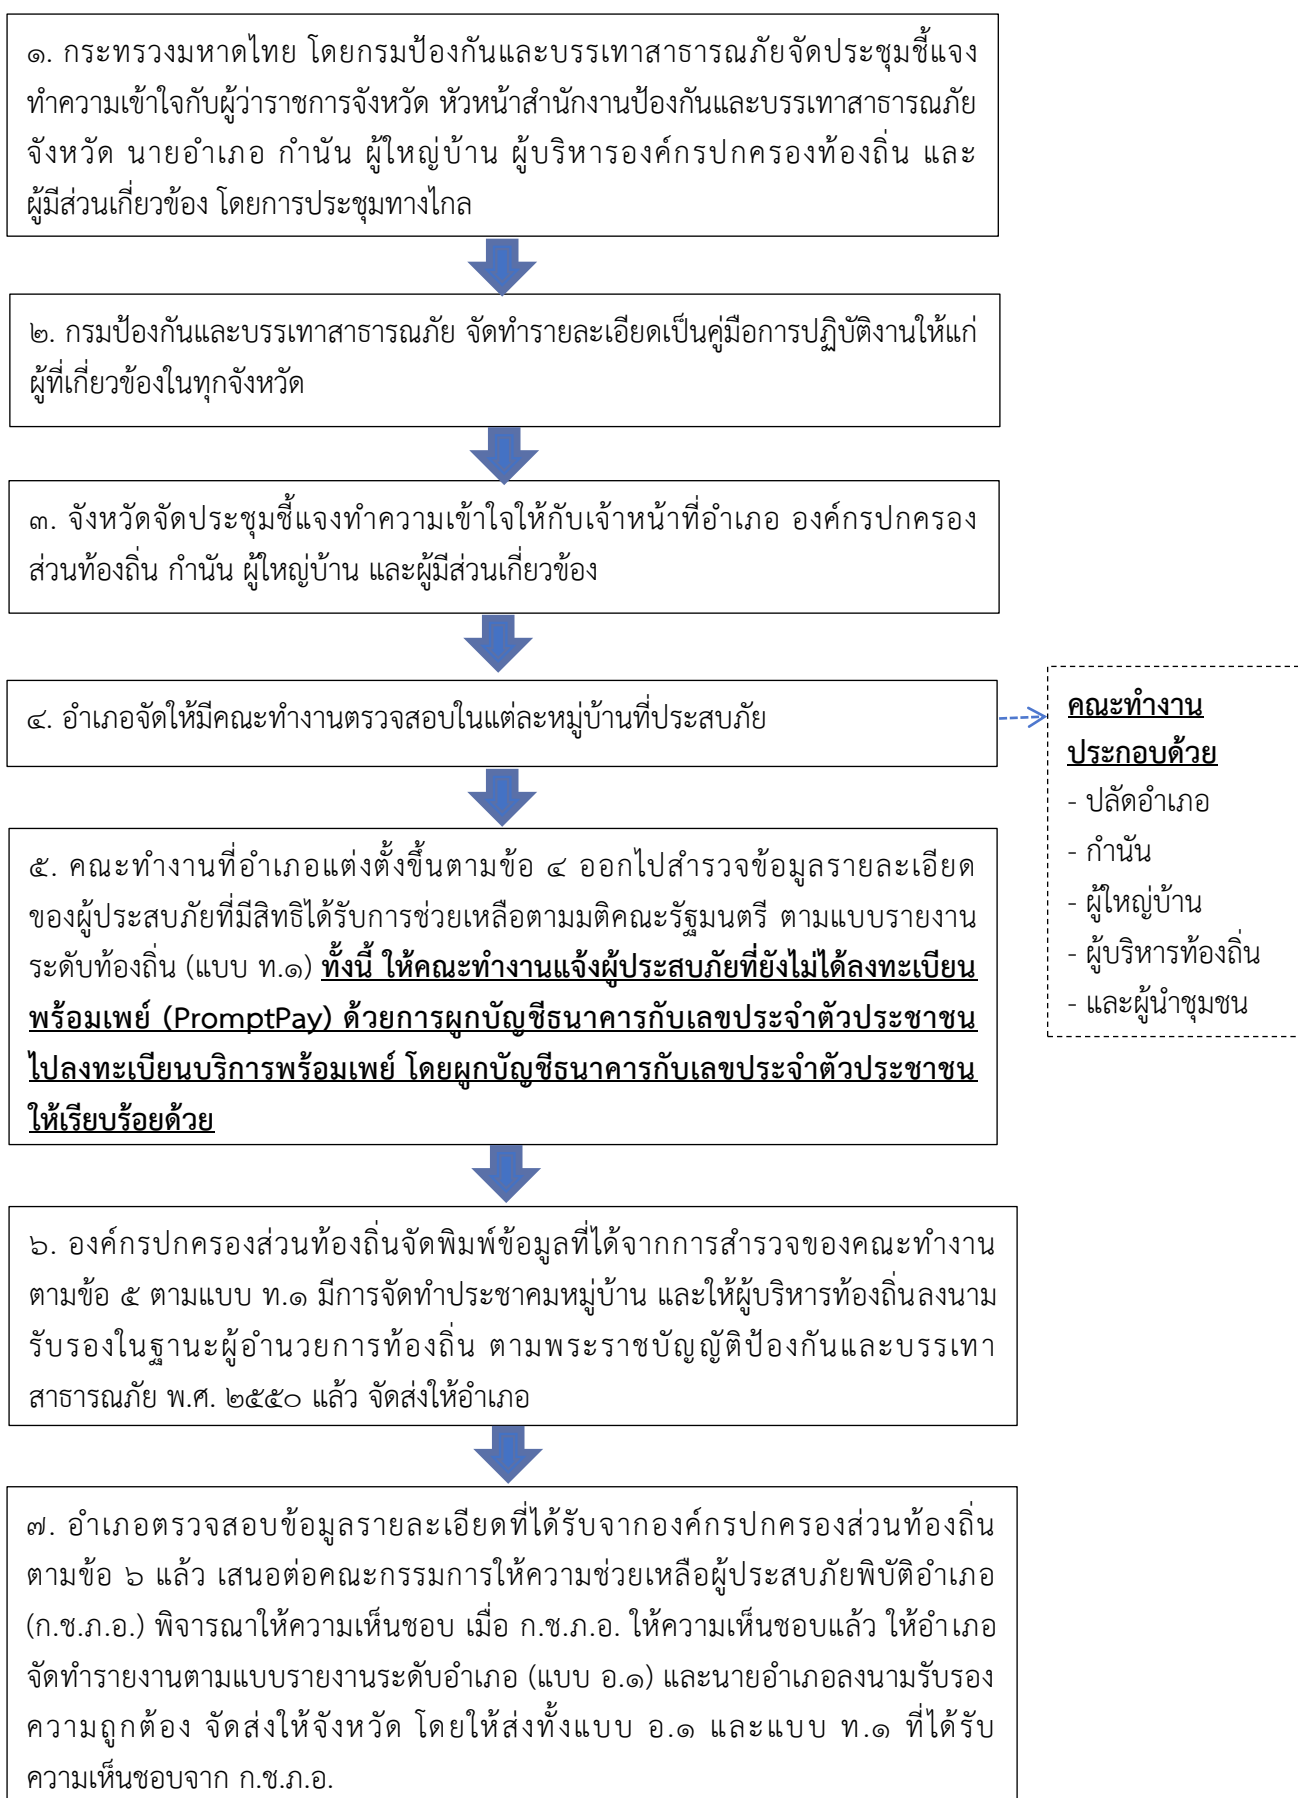 ๑. กระทรวงมหาดไทย โดยกรมป้องกันและบรรเทาสาธารณภัยจัดประชุมชี้แจง
ทำความเข้าใจกับผู้ว่าราชการจังหวัด หัวหน้าสำนักงานป้องกันและบรรเทาสาธารณภัย
จังหวัด นายอำเภอ กำนัน ผู้ใหญ่บ้าน ผู้บริหารองค์กรปกครองท้องถิ่น และ
ผู้มีส่วนเกี่ยวข้อง โดยการประชุมทางไกล
๒. กรมป้องกันและบรรเทาสาธารณภัย จัดทำรายละเอียดเป็นคู่มือการปฏิบัติงานให้แก่
ผู้ที่เกี่ยวข้องในทุกจังหวัด
๓. จังหวัดจัดประชุมชี้แจงทำความเข้าใจให้กับเจ้าหน้าที่อำเภอ องค์กรปกครอง
ส่วนท้องถิ่น กำนัน ผู้ใหญ่บ้าน และผู้มีส่วนเกี่ยวข้อง
๔. อำเภอจัดให้มีคณะทำงานตรวจสอบในแต่ละหมู่บ้านที่ประสบภัย
คณะทำงาน
ประกอบด้วย
- ปลัดอำเภอ
- กำนัน
- ผู้ใหญ่บ้าน
- ผู้บริหารท้องถิ่น
- และผู้นำชุมชน
๕. คณะทำงานที่อำเภอแต่งตั้งขึ้นตามข้อ ๔ ออกไปสำรวจข้อมูลรายละเอียด
ของผู้ประสบภัยที่มีสิทธิได้รับการช่วยเหลือตามมติคณะรัฐมนตรี ตามแบบรายงาน
ระดับท้องถิ่น (แบบ ท.๑) ทั้งนี้ ให้คณะทำงานแจ้งผู้ประสบภัยที่ยังไม่ได้ลงทะเบียน
พร้อมเพย์ (PromptPay) ด้วยการผูกบัญชีธนาคารกับเลขประจำตัวประชาชน
ไปลงทะเบียนบริการพร้อมเพย์ โดยผูกบัญชีธนาคารกับเลขประจำตัวประชาชน
ให้เรียบร้อยด้วย
๖. องค์กรปกครองส่วนท้องถิ่นจัดพิมพ์ข้อมูลที่ได้จากการสำรวจของคณะทำงาน
ตามข้อ ๕ ตามแบบ ท.๑ มีการจัดทำประชาคมหมู่บ้าน และให้ผู้บริหารท้องถิ่นลงนาม
รับรองในฐานะผู้อำนวยการท้องถิ่น ตามพระราชบัญญัติป้องกันและบรรเทา
สาธารณภัย พ.ศ. ๒๕๕๐ แล้ว จัดส่งให้อำเภอ
๗. อำเภอตรวจสอบข้อมูลรายละเอียดที่ได้รับจากองค์กรปกครองส่วนท้องถิ่น
ตามข้อ ๖ แล้ว เสนอต่อคณะกรรมการให้ความช่วยเหลือผู้ประสบภัยพิบัติอำเภอ
(ก.ช.ภ.อ.) พิจารณาให้ความเห็นชอบ เมื่อ ก.ช.ภ.อ. ให้ความเห็นชอบแล้ว ให้อำเภอ
จัดทำรายงานตามแบบรายงานระดับอำเภอ (แบบ อ.๑) และนายอำเภอลงนามรับรอง
ความถูกต้อง จัดส่งให้จังหวัด โดยให้ส่งทั้งแบบ อ.๑ และแบบ ท.๑ ที่ได้รับ
ความเห็นชอบจาก ก.ช.ภ.อ.